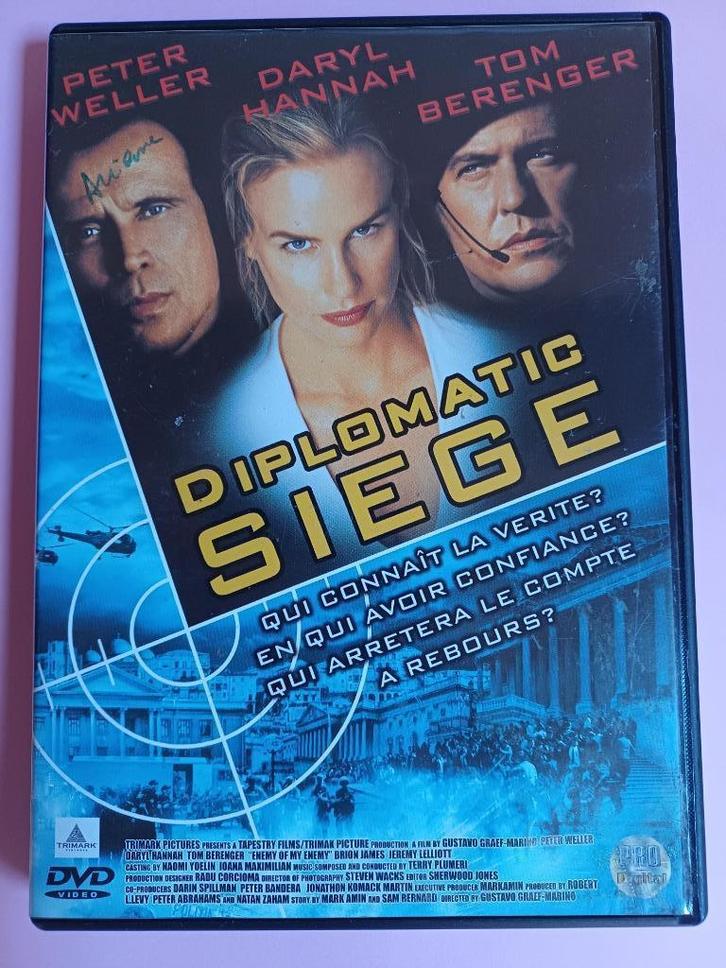 PETER
WELLER
DARYL
HANNAH
TOM
BERENGER
DIPLOMATIC
SIEGE
QUI CONNAÎT LA VERITE?
EN QUI AVOIR CONFIANCE?
QUI ARRETERA LE COMPTE
A REBOURS?
TRIMARK
PICTURES
DVD
VIDEO
TRIMARK PICTURES PRESENTS A TAPESTRY FILMS/TRIMAK PICTURE PRODUCTION A FILM BY GUSTAVO GRAEF-MARINO PETER WELLER
DARYL HANNAH TOM BERENGER "ENEMY OF MY ENEMY" BRION JAMES JEREMY LELLIOTT
CASTING BY NAOMI YOELIN IOANA MAXIMILIAN MUSIC COMPOSED AND CONDUCTED BY TERRY PLUMERI
PRODUCTION DESIGNER RADU CORCIOMA DIRECTOR OF PHOTOGRAPHY STEVEN WACKS EDITOR SHERWOOD JONES
CO-PRODUCERS DARIN SPILLMAN PETER BANDERA JONATHON KOMACK MARTIN EXECUTIVE PRODUCER MARKAMIN PRODUCED BY ROBERT
L.LEVY PETER ABRAHAMS AND NATAN ZAHAM STORY BY MARK AMIN AND SAM BERNARD DIRECTED BY GUSTAVO GRAEF-MARINO
PRO
Digital